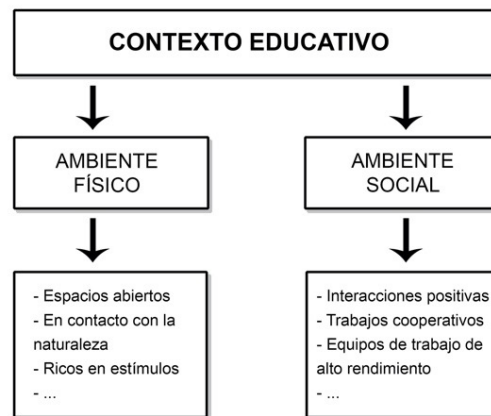 CONTEXTO EDUCATIVO
AMBIENTE
FÍSICO
AMBIENTE
SOCIAL
- Espacios abiertos
- En contacto con la
naturaleza
- Ricos en estímulos
- ...
- Interacciones positivas
- Trabajos cooperativos
- Equipos de trabajo de
alto rendimiento
- ...